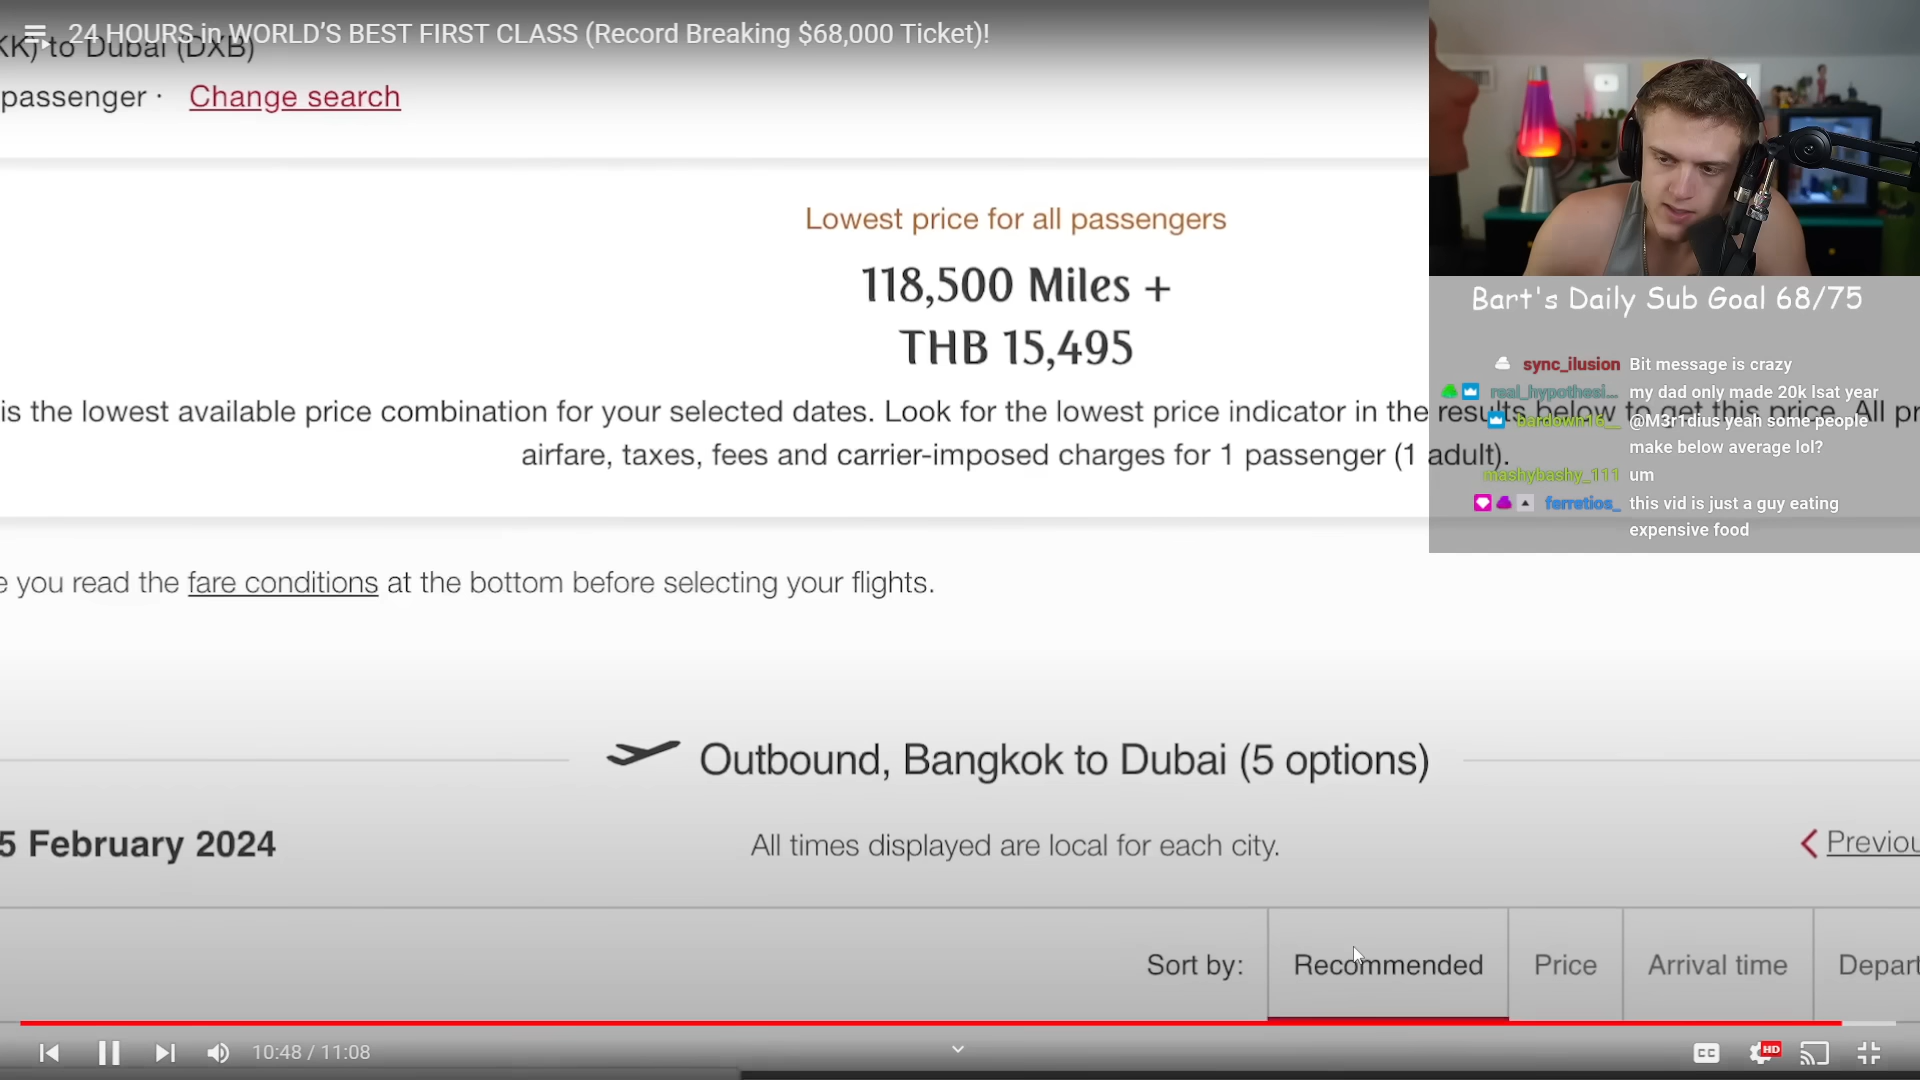 24 HOURS in WORLD'S BEST FIRST CLASS (Record Breaking $68,000 Ticket)!
KK) to Dubai (DXB)
passenger · Change search
Lowest price for all passengers
118,500 Miles +
THB 15,495
is the lowest available price combination for your selected dates. Look for the lowest price indicator in the results below to get this price. All pr
airfare, taxes, fees and carrier-imposed charges for 1 passenger (1 adult).
e you read the fare conditions at the bottom before selecting your flights.
Outbound, Bangkok to Dubai (5 options)
5 February 2024
All times displayed are local for each city.
Previou
Sort by: Recommended Price Arrival time Depart
10:48 / 11:08
CC
HD
Bart's Daily Sub Goal 68/75
sync_ilusion Bit message is crazy
real_hypothesi... my dad only made 20k lsat year
bardown16__ @M3r1dius yeah some people
make below average lol?
mashybashy_111 um
ferretios_ this vid is just a guy eating
expensive food